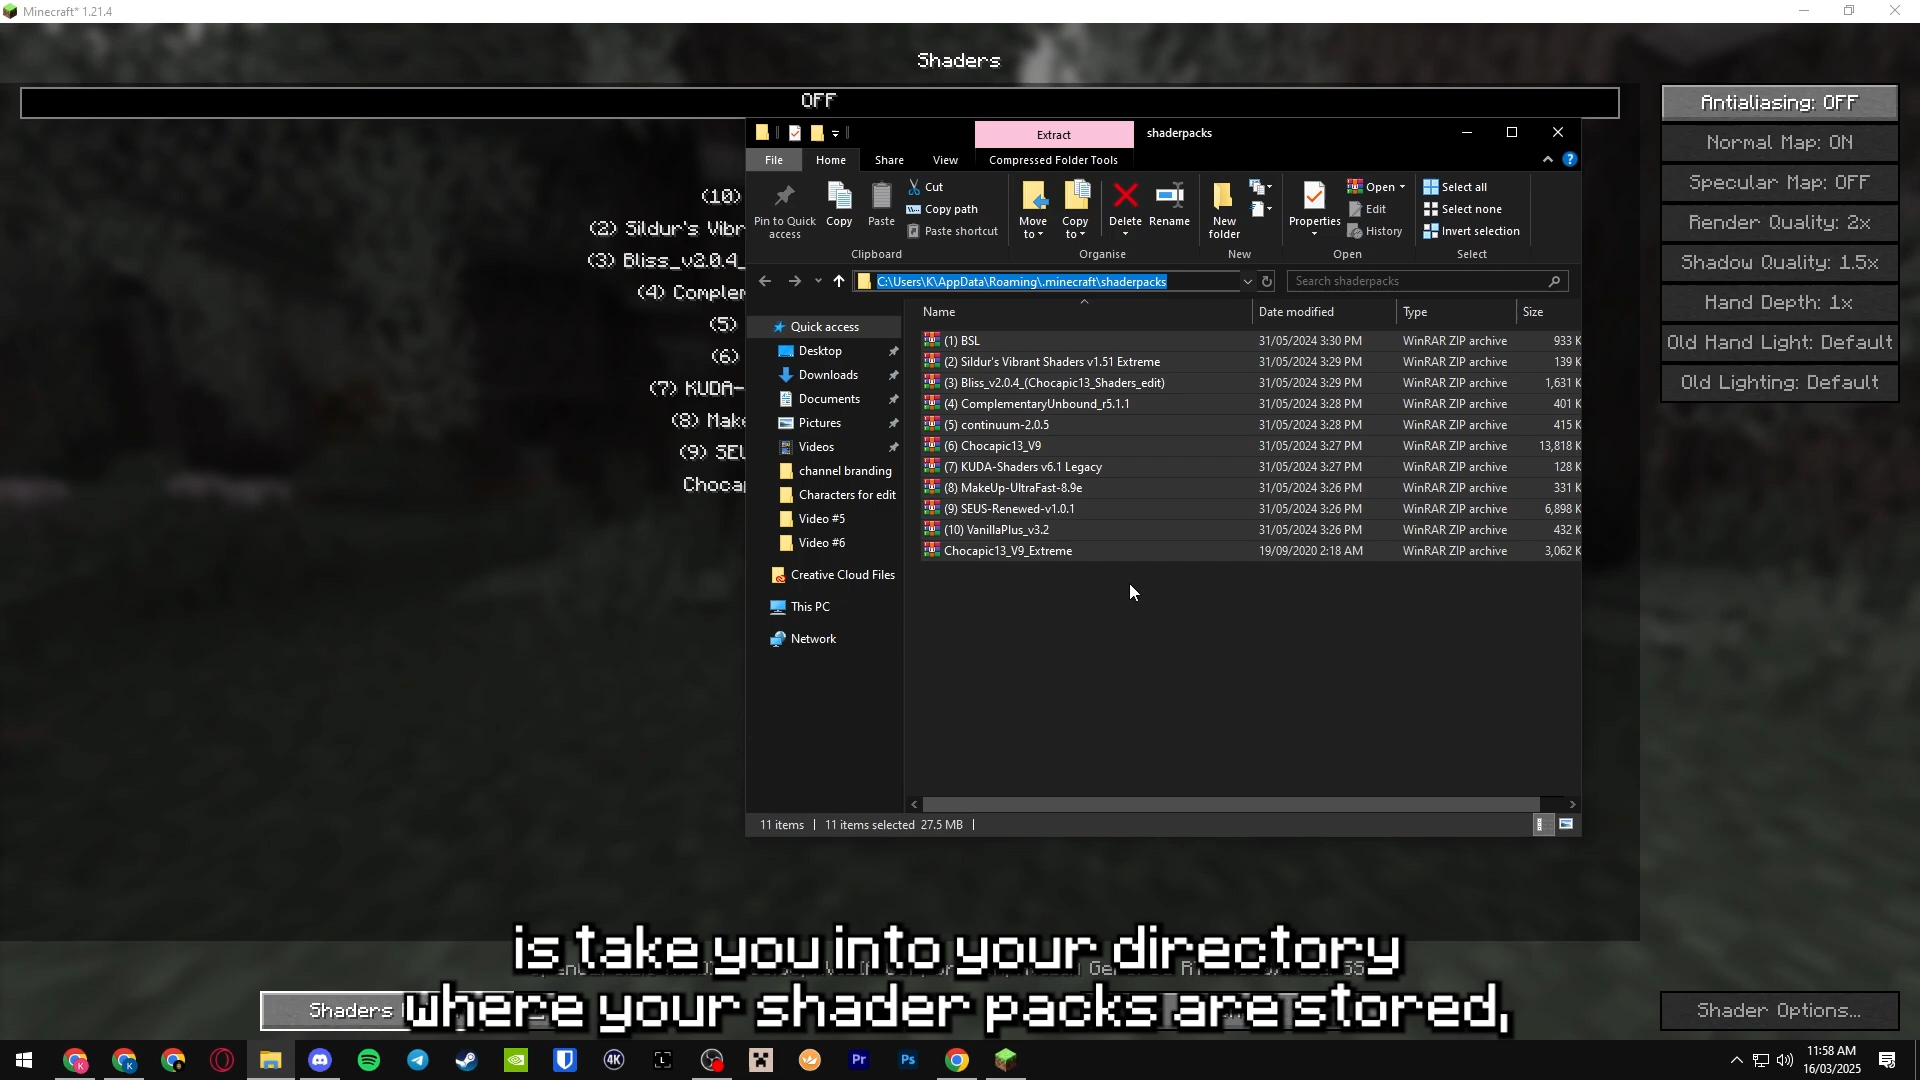 Minecraft* 1.21.4
Shaders
OFF
Antialiasing: OFF
Normal Map: ON
Specular Map: OFF
Render Quality: 2x
Shadow Quality: 1.5x
Hand Depth: 1x
Old Hand Light: Default
Old Lighting: Default
(10)
(2) Sildur's Vibr
(3) Bliss_v2.0.4_
(4) Complem
(5)
(6)
(7) KUDA-
(8) Make
(9) SEU
Chocap
Extract
shaderpacks
File
Home
Share
View
Compressed Folder Tools
Pin to Quick access
Copy
Paste
Cut
Copy path
Paste shortcut
Clipboard
Move to
Copy to
Delete
Rename
Organise
New folder
New
Properties
Open
Edit
History
Open
Select all
Select none
Invert selection
Select
C:\Users\K\AppData\Roaming\.minecraft\shaderpacks
Search shaderpacks
Name
Date modified
Type
Size
Quick access
Desktop
Downloads
Documents
Pictures
Videos
channel branding
Characters for edit
Video #5
Video #6
Creative Cloud Files
This PC
Network
(1) BSL 31/05/2024 3:30 PM WinRAR ZIP archive 933 K
(2) Sildur's Vibrant Shaders v1.51 Extreme 31/05/2024 3:29 PM WinRAR ZIP archive 139 K
(3) Bliss_v2.0.4_(Chocapic13_Shaders_edit) 31/05/2024 3:29 PM WinRAR ZIP archive 1,631 K
(4) ComplementaryUnbound_r5.1.1 31/05/2024 3:28 PM WinRAR ZIP archive 401 K
(5) continuum-2.0.5 31/05/2024 3:28 PM WinRAR ZIP archive 415 K
(6) Chocapic13_V9 31/05/2024 3:27 PM WinRAR ZIP archive 13,818 K
(7) KUDA-Shaders v6.1 Legacy 31/05/2024 3:27 PM WinRAR ZIP archive 128 K
(8) MakeUp-UltraFast-8.9e 31/05/2024 3:26 PM WinRAR ZIP archive 331 K
(9) SEUS-Renewed-v1.0.1 31/05/2024 3:26 PM WinRAR ZIP archive 6,898 K
(10) VanillaPlus_v3.2 31/05/2024 3:26 PM WinRAR ZIP archive 432 K
Chocapic13_V9_Extreme 19/09/2020 2:18 AM WinRAR ZIP archive 3,062 K
11 items
11 items selected 27.5 MB
is take you into your directory
where your shader packs are stored,
Shaders
Shader Options...
4K
L
Pr
Ps
11:58 AM
16/03/2025